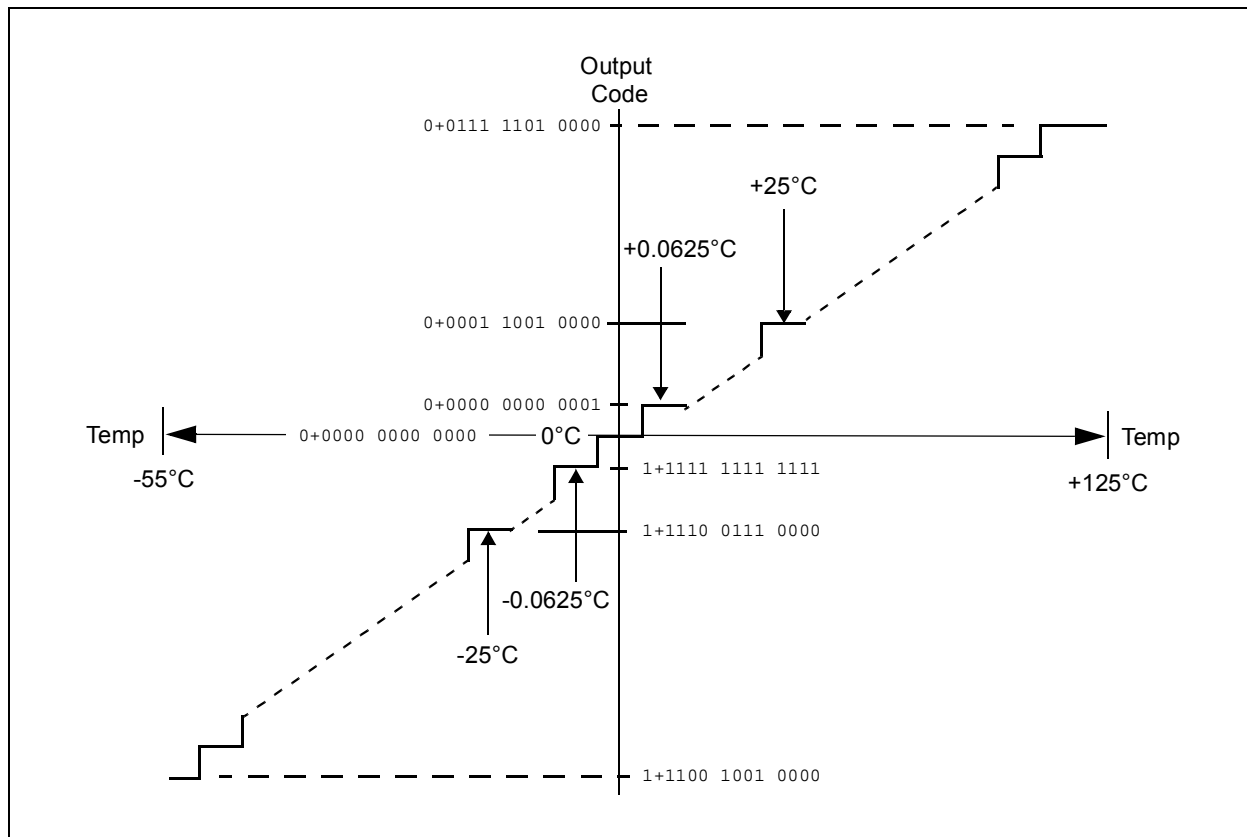 Output
Code
0+0111 1101 0000
+25°C
+0.0625°C
0+0001 1001 0000
0+0000 0000 0001
Temp
0+0000 0000 0000
0°C
Temp
-55°C
1+1111 1111 1111
+125°C
1+1110 0111 0000
-0.0625°C
-25°C
1+1100 1001 0000